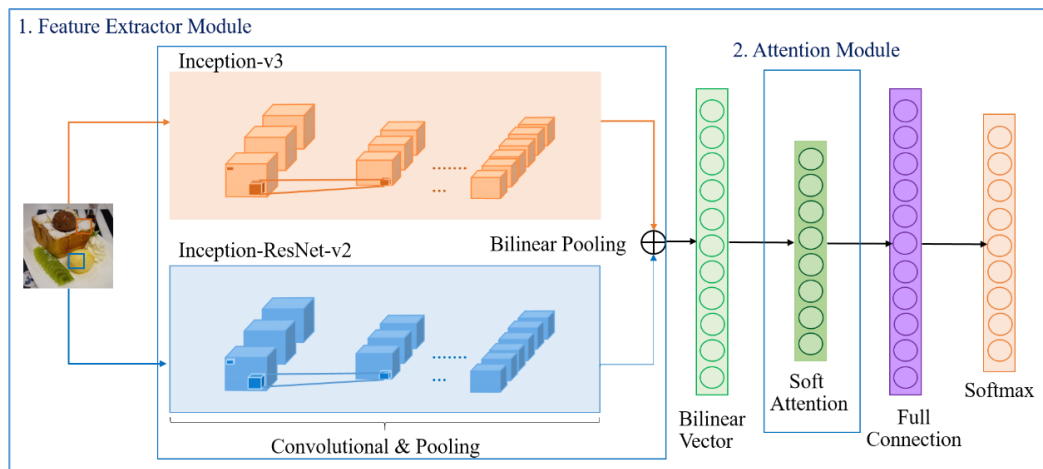 1. Feature Extractor Module
Inception-v3
2. Attention Module
.......
...
Inception-ResNet-v2
Bilinear Pooling
.......
...
Convolutional & Pooling
Bilinear
Vector
Soft
Attention
Full
Connection
Softmax